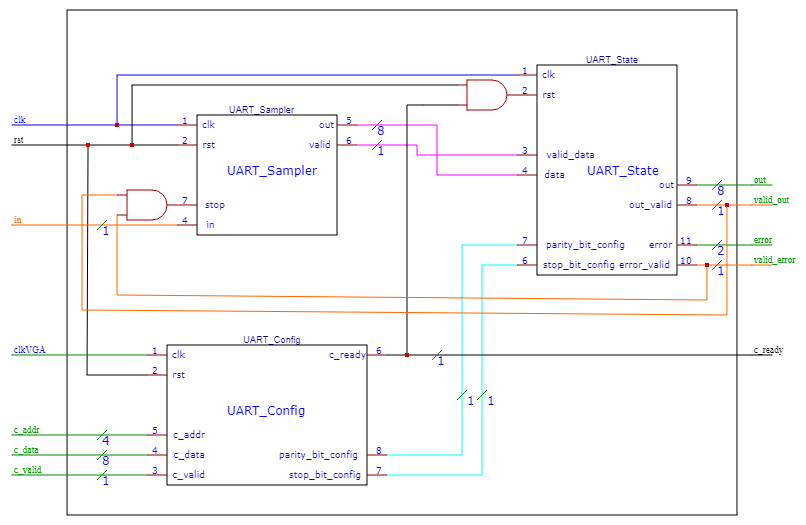 UART_State
1 clk
2 rst
UART_Sampler
clk
1 clk
out 5
8
rst
2 rst
valid 6
1
3 valid_data
4 data
UART_Sampler
UART_State
out 9
8
out
7 stop
out_valid 8
1
valid_out
in
1
4 in
7 parity_bit_config
error 11
2
error
6 stop_bit_config
error_valid 10
1
valid_error
UART_Config
clkVGA
1 clk
c_ready 6
1
c_ready
2 rst
1
1
UART_Config
c_addr
4
5 c_addr
c_data
8
4 c_data
parity_bit_config 8
c_valid
1
3 c_valid
stop_bit_config 7